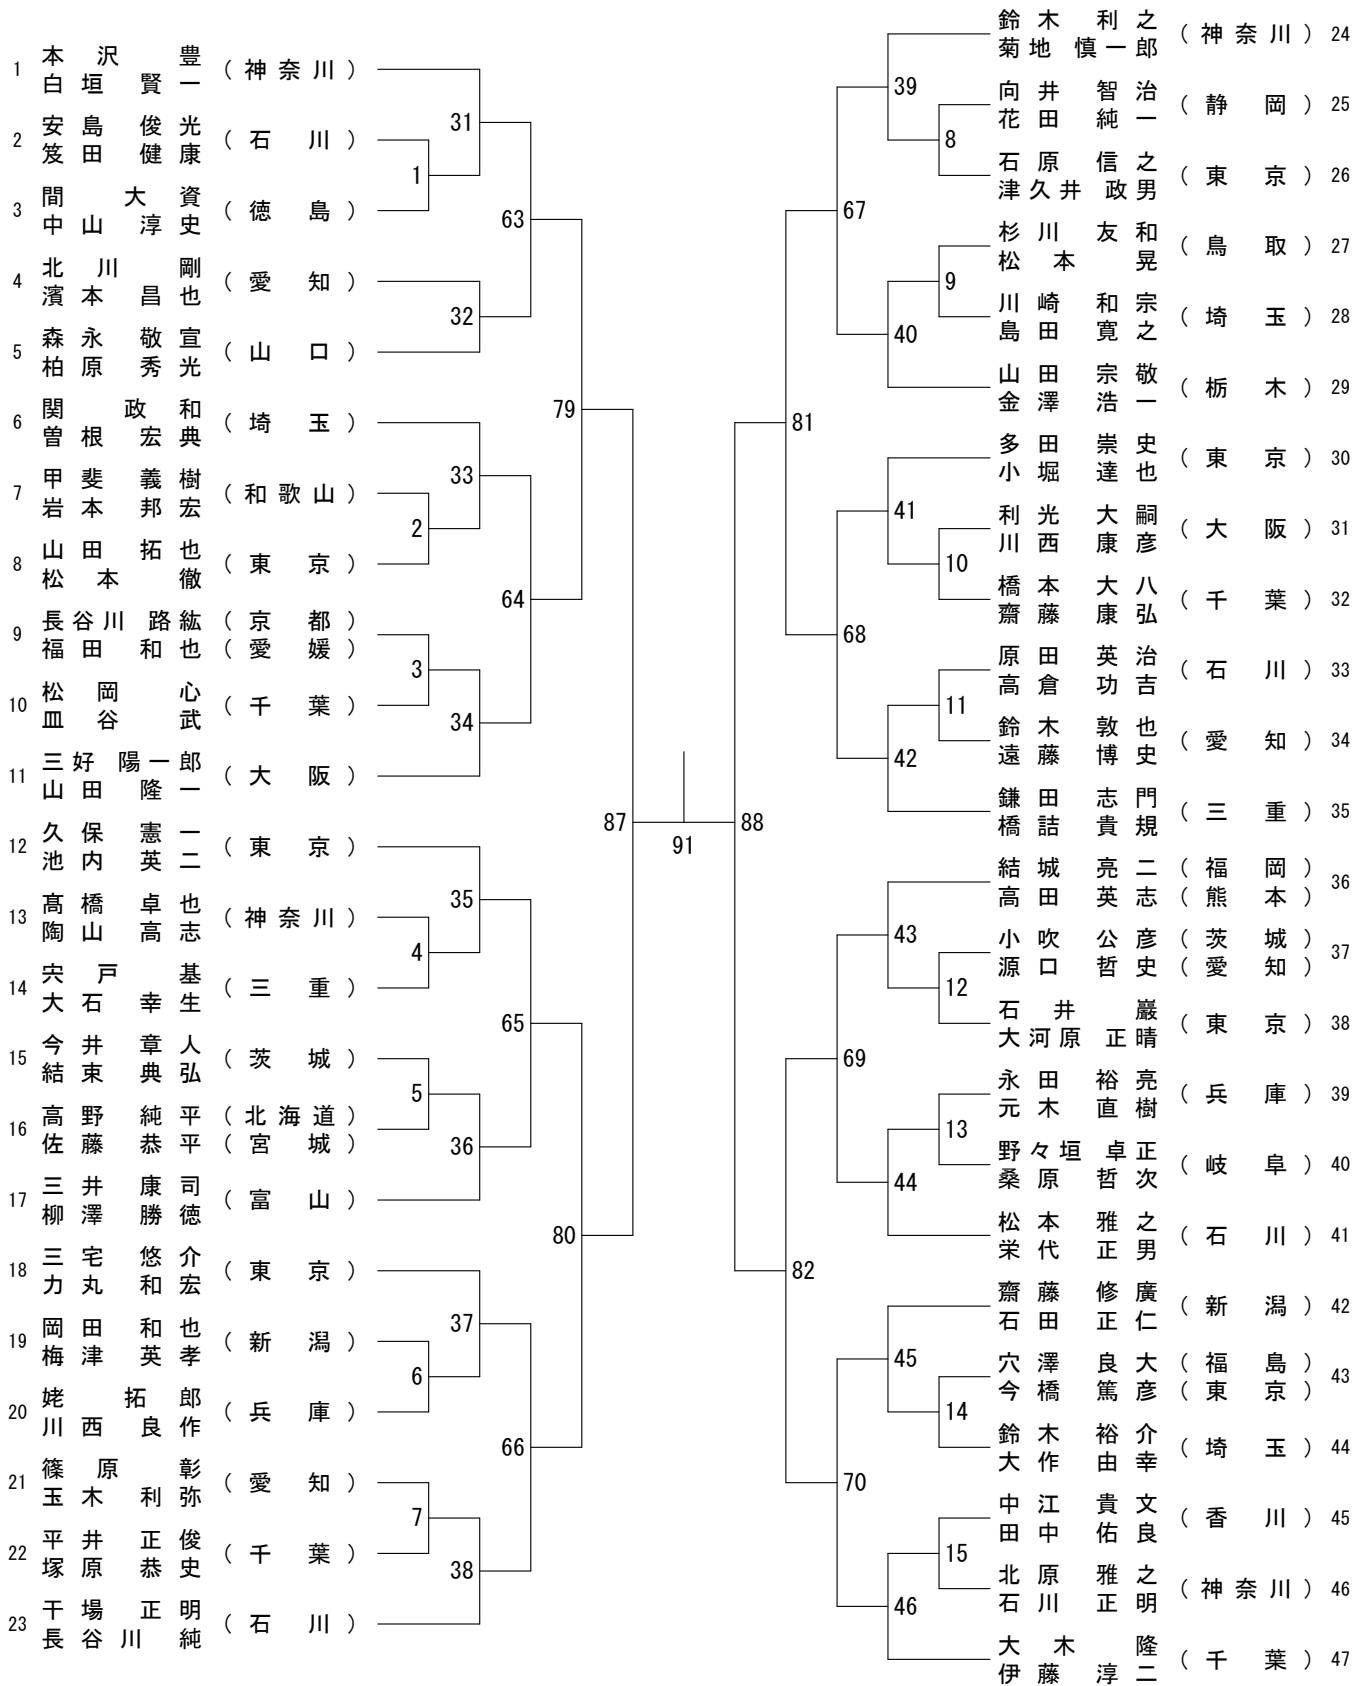 1 本沢 豊 白垣 賢一 (神奈川)
2 安島 俊光 笈田 健康 (石川)
3 間 大資 中山 淳史 (徳島)
4 北川 剛 濱本 昌也 (愛知)
5 森永 敬宣 柏原 秀光 (山口)
6 関 政和 曽根 宏典 (埼玉)
7 甲斐 義樹 岩本 邦宏 (和歌山)
8 山田 拓也 松本 徹 (東京)
9 長谷川 路紘 (京都) 福田 和也 (愛媛)
10 松岡 心 皿谷 武 (千葉)
11 三好 陽一郎 山田 隆一 (大阪)
12 久保 憲一 池内 英二 (東京)
13 髙橋 卓也 陶山 高志 (神奈川)
14 宍戸 基 大石 幸生 (三重)
15 今井 章人 結束 典弘 (茨城)
16 高野 純平 (北海道) 佐藤 恭平 (宮城)
17 三井 康司 柳澤 勝徳 (富山)
18 三宅 悠介 力丸 和宏 (東京)
19 岡田 和也 梅津 英孝 (新潟)
20 姥 拓郎 川西 良作 (兵庫)
21 篠原 彰 玉木 利弥 (愛知)
22 平井 正俊 塚原 恭史 (千葉)
23 干場 正明 長谷川 純 (石川)
1
2
3
4
5
6
7
31
32
33
34
35
36
37
38
63
64
65
66
79
80
87
91
88
81
82
67
68
69
70
39
40
41
42
43
44
45
46
8
9
10
11
12
13
14
15
鈴木 利之 菊地 慎一郎 (神奈川) 24
向井 智治 花田 純一 (静岡) 25
石原 信之 津久井 政男 (東京) 26
杉川 友和 松本 晃 (鳥取) 27
川崎 和宗 島田 寛之 (埼玉) 28
山田 宗敬 金澤 浩一 (栃木) 29
多田 崇史 小堀 達也 (東京) 30
利光 大嗣 川西 康彦 (大阪) 31
橋本 大八 齋藤 康弘 (千葉) 32
原田 英治 高倉 功吉 (石川) 33
鈴木 敦也 遠藤 博史 (愛知) 34
鎌田 志門 橋詰 貴規 (三重) 35
結城 亮二 (福岡) 高田 英志 (熊本) 36
小吹 公彦 (茨城) 源口 哲史 (愛知) 37
石井 巌 大河原 正晴 (東京) 38
永田 裕亮 元木 直樹 (兵庫) 39
野々垣 卓正 桑原 哲次 (岐阜) 40
松本 雅之 栄代 正男 (石川) 41
齋藤 修廣 石田 正仁 (新潟) 42
穴澤 良大 (福島) 今橋 篤彦 (東京) 43
鈴木 裕介 大作 由幸 (埼玉) 44
中江 貴文 田中 佑良 (香川) 45
北原 雅之 石川 正明 (神奈川) 46
大木 隆 伊藤 淳二 (千葉) 47